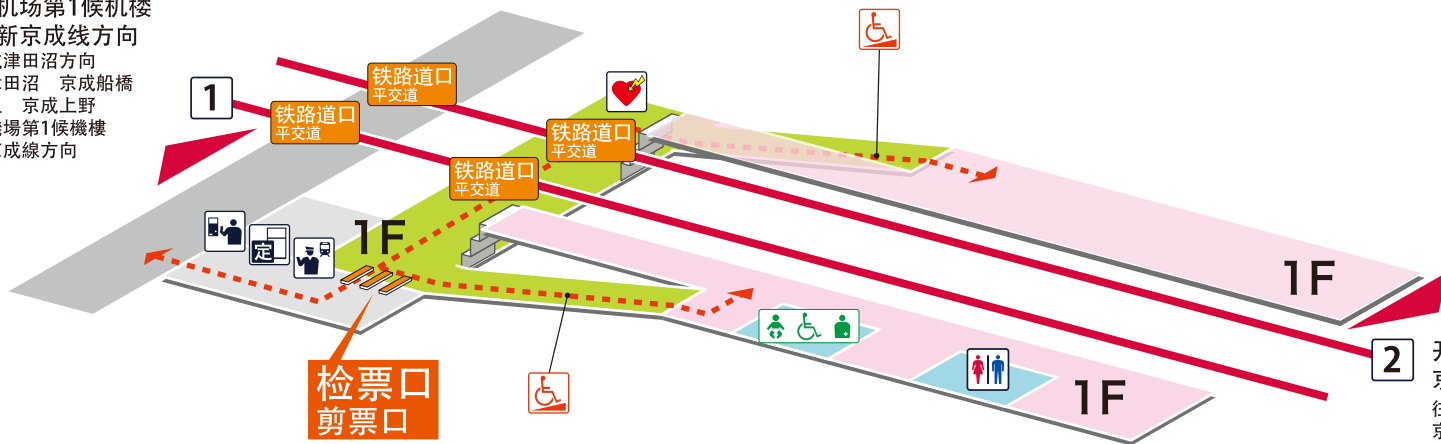 机场第1候机楼
新京成线方向
津田沼方向
田沼　京成船橋
京成上野
場第1候機樓
成線方向
1
铁路道口
平交道
铁路道口
平交道
铁路道口
平交道
铁路道口
平交道
定
1F
1F
1F
检票口
剪票口
2
京
往
京